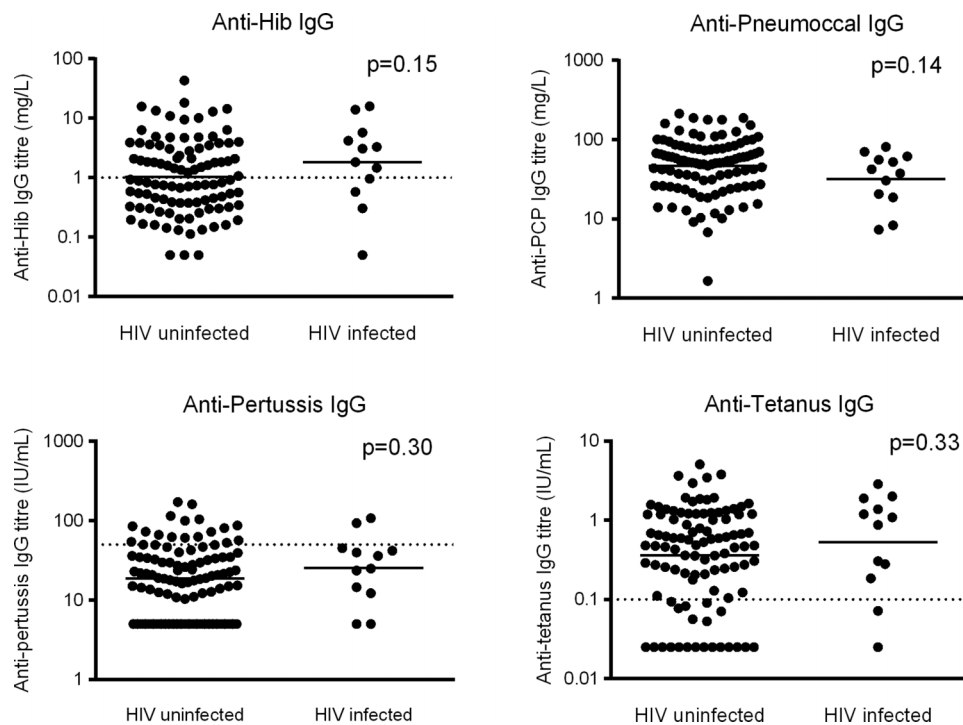 Anti-Hib IgG
p=0.15
Anti-Hib IgG titre (mg/L)
100
10
1
0.1
0.01
HIV uninfected
HIV infected
Anti-Pneumoccal IgG
p=0.14
Anti-PCP IgG titre (mg/L)
1000
100
10
1
HIV uninfected
HIV infected
Anti-Pertussis IgG
p=0.30
Anti-pertussis IgG titre (IU/mL)
1000
100
10
1
HIV uninfected
HIV infected
Anti-Tetanus IgG
p=0.33
Anti-tetanus IgG titre (IU/mL)
10
1
0.1
0.01
HIV uninfected
HIV infected